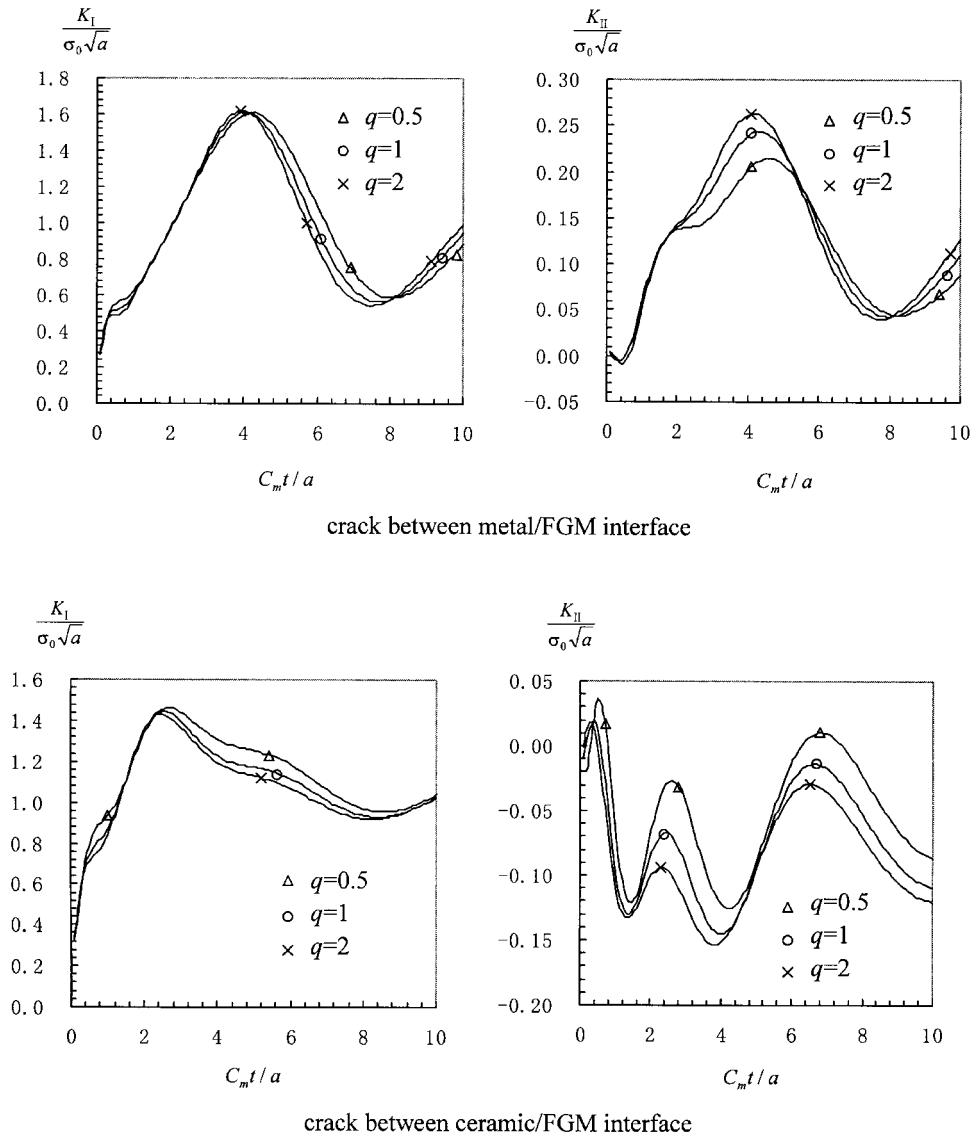 K_I / σ₀√a
1.8
1.6
1.4
1.2
1.0
0.8
0.6
0.4
0.2
0.0
0 2 4 6 8 10
q=0.5
q=1
q=2
C_m t / a
K_II / σ₀√a
0.30
0.25
0.20
0.15
0.10
0.05
0.00
-0.05
0 2 4 6 8 10
q=0.5
q=1
q=2
C_m t / a
crack between metal/FGM interface
K_I / σ₀√a
1.6
1.4
1.2
1.0
0.8
0.6
0.4
0.2
0.0
0 2 4 6 8 10
q=0.5
q=1
q=2
C_m t / a
K_II / σ₀√a
0.05
0.00
-0.05
-0.10
-0.15
-0.20
0 2 4 6 8 10
q=0.5
q=1
q=2
C_m t / a
crack between ceramic/FGM interface